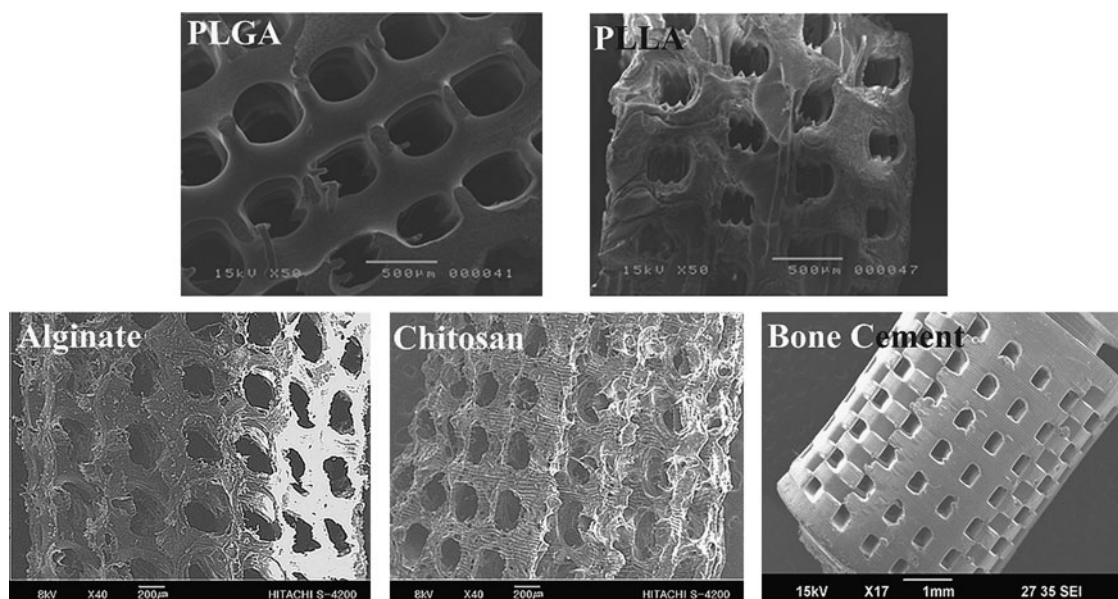 PLGA
15kV X50 500μm 000041
PLLA
15kV X50 500μm 000047
Alginate
8kV X40 200μm HITACHI S-4200
Chitosan
8kV X40 200μm HITACHI S-4200
Bone Cement
15kV X17 1mm 27 35 SEI